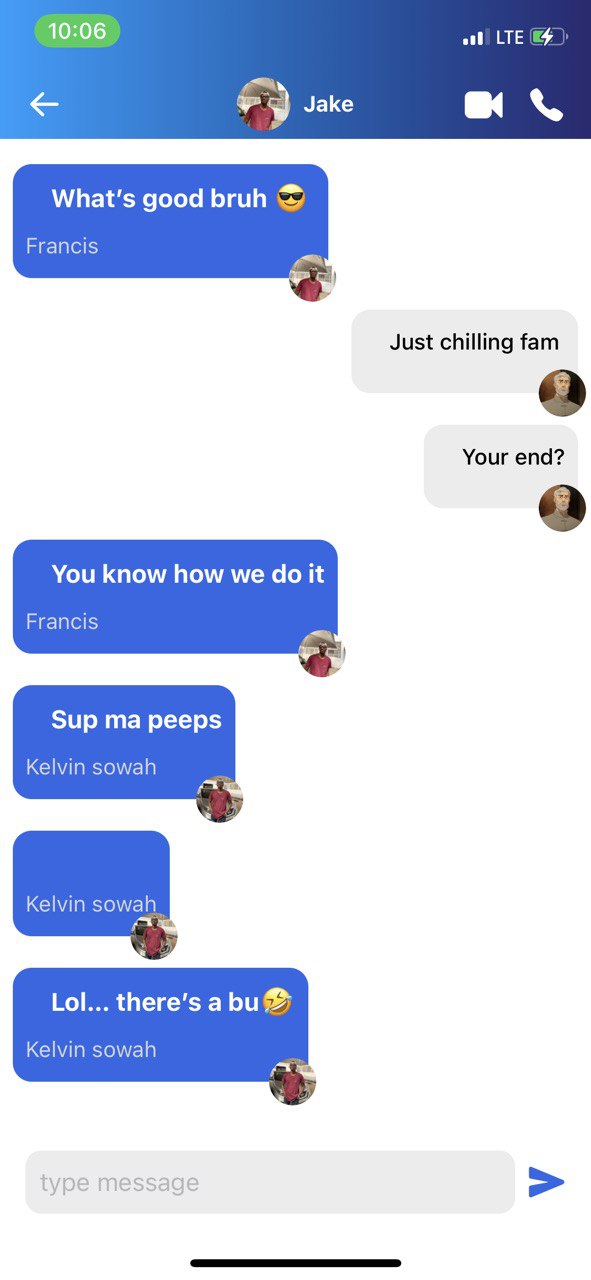 10:06
LTE
Jake
What’s good bruh 😎
Francis
Just chilling fam
Your end?
You know how we do it
Francis
Sup ma peeps
Kelvin sowah
Kelvin sowah
Lol... there’s a bu🤣
Kelvin sowah
type message